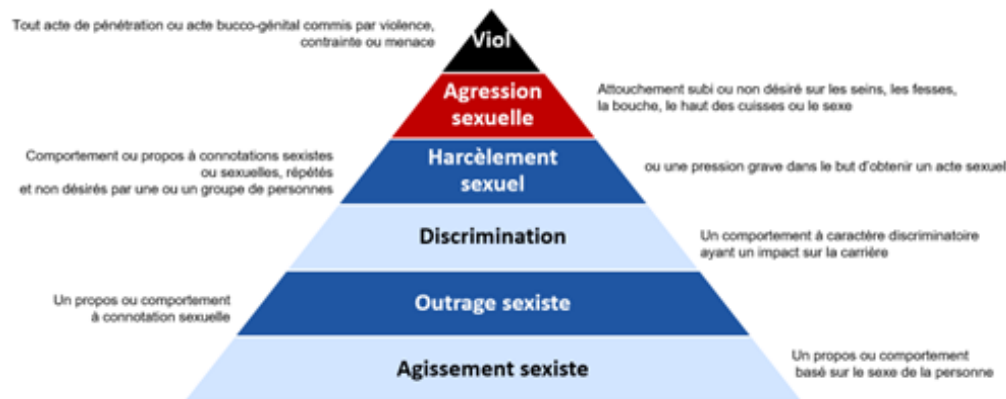 Tout acte de pénétration ou acte bucco-génital commis par violence,
contrainte ou menace
Viol
Agression
sexuelle
Attouchement subi ou non désiré sur les seins, les fesses,
la bouche, le haut des cuisses ou le sexe
Comportement ou propos à connotations sexistes
ou sexuelles, répétés
et non désirés par une ou un groupe de personnes
Harcèlement
sexuel
ou une pression grave dans le but d'obtenir un acte sexuel
Discrimination
Un comportement à caractère discriminatoire
ayant un impact sur la carrière
Un propos ou comportement
à connotation sexuelle
Outrage sexiste
Agissement sexiste
Un propos ou comportement
basé sur le sexe de la personne